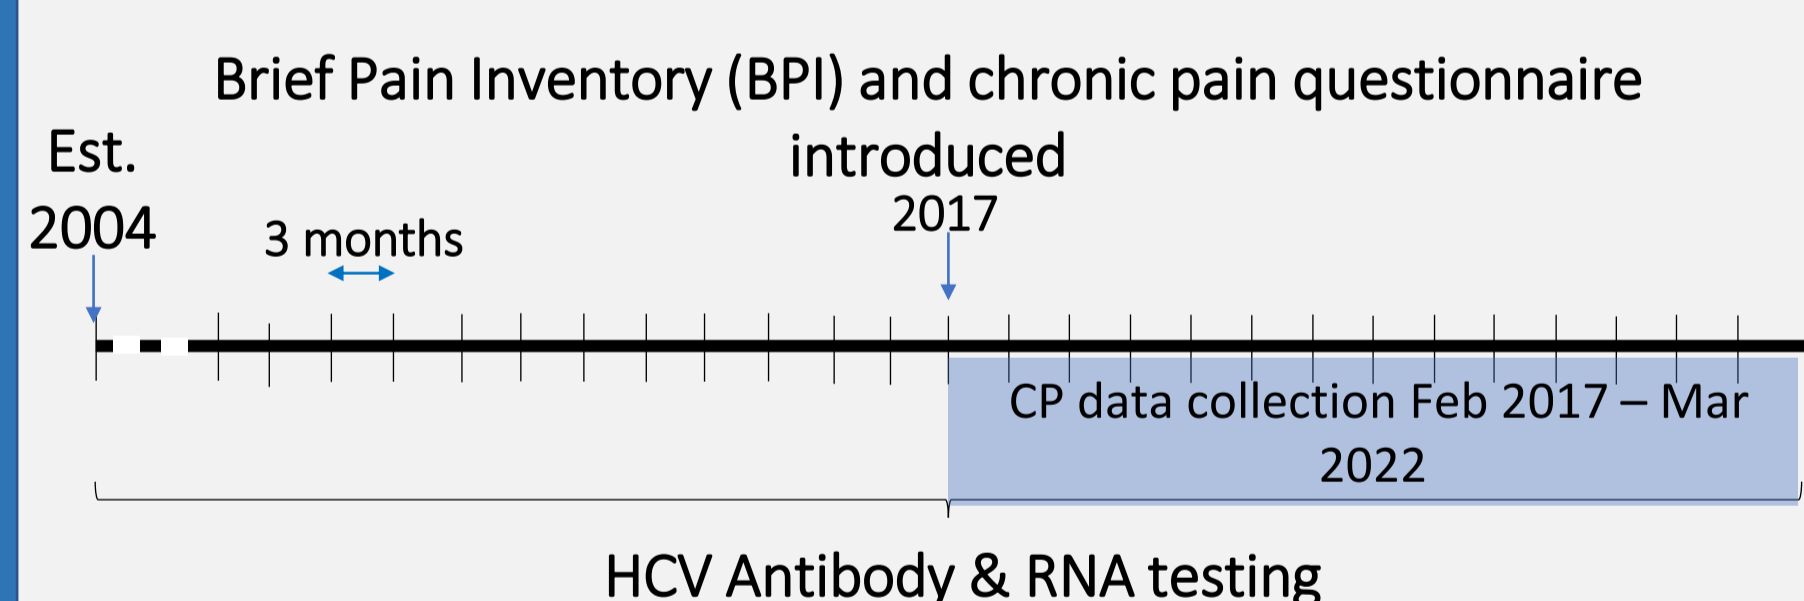 Brief Pain Inventory (BPI) and chronic pain questionnaire
introduced
Est.
2004
3 months
2017
CP data collection Feb 2017 – Mar
2022
HCV Antibody & RNA testing